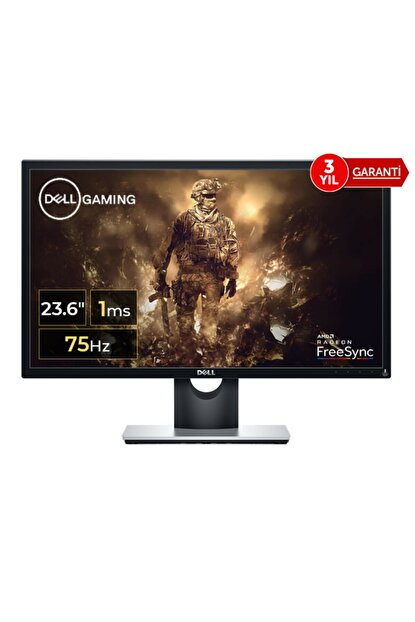 3
YIL
GARANTİ
DELL GAMING
23.6" 1ms
75Hz
AMD
RADEON
FreeSync
DELL